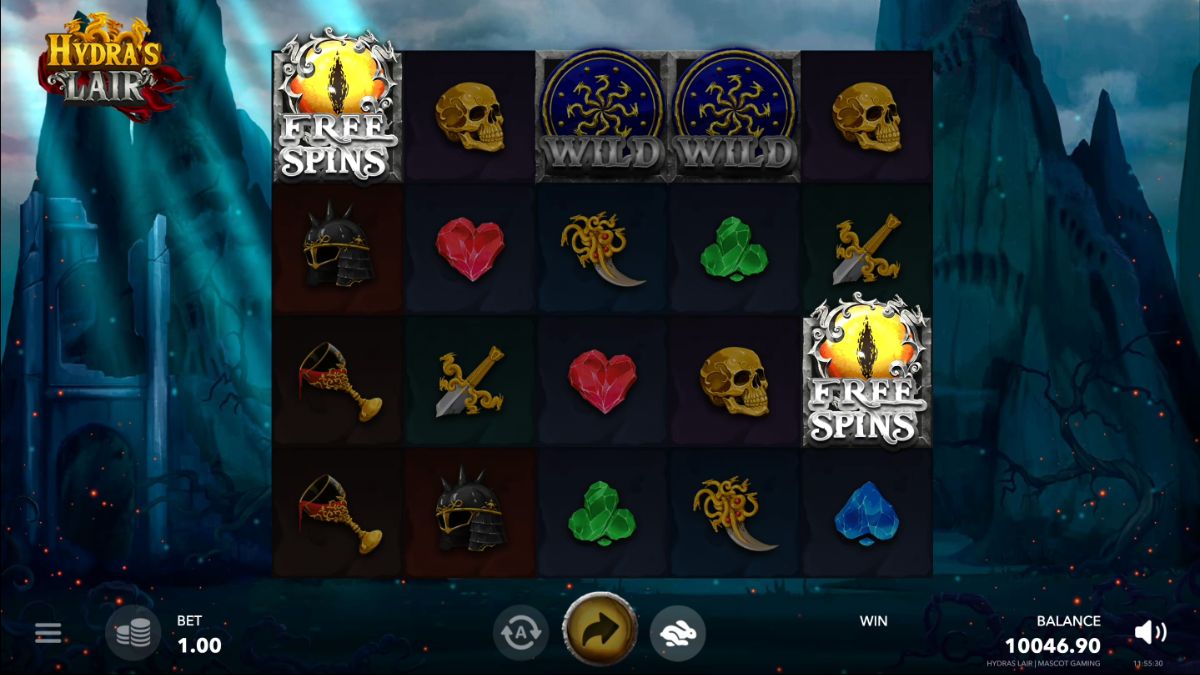 HYDRA'S
LAIR
FREE
SPINS
WILD
WILD
FREE
SPINS
BET
1.00
A
WIN
BALANCE
10046.90
HYDRAS LAIR | MASCOT GAMING
11:55:30